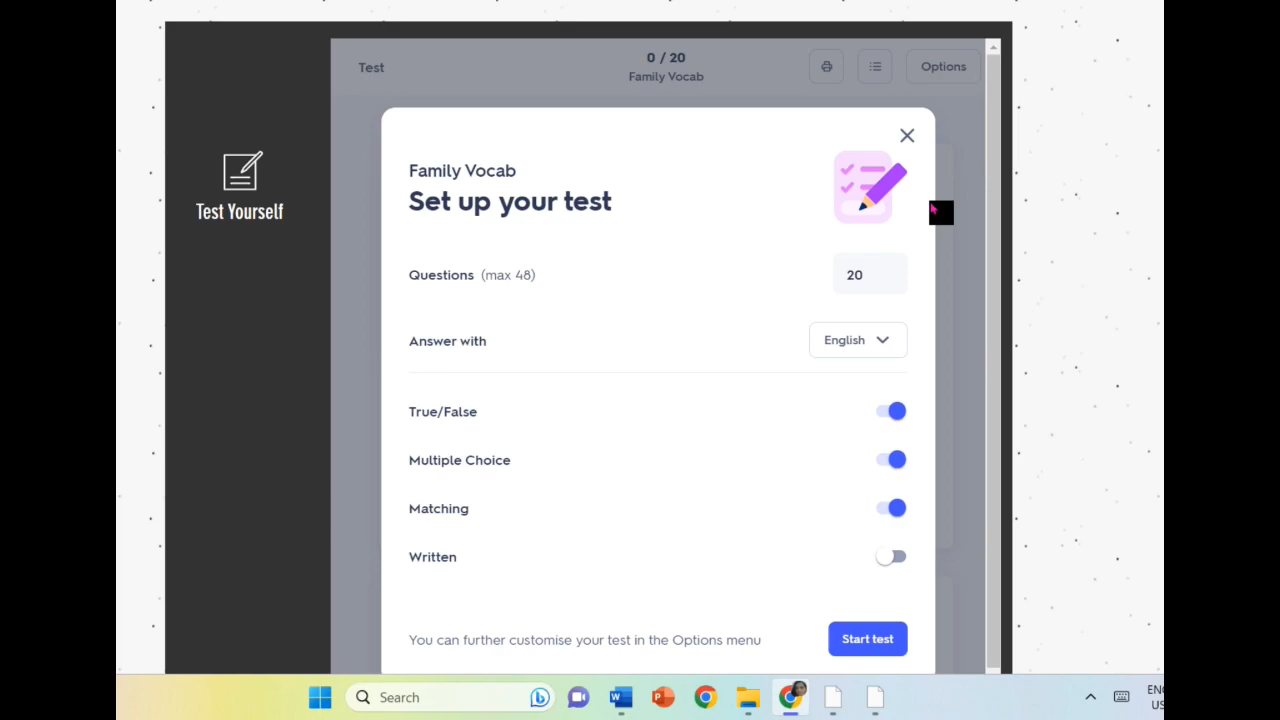 Test
0 / 20
Family Vocab
Options
Test Yourself
Family Vocab
Set up your test
Questions (max 48)
20
Answer with
English
True/False
Multiple Choice
Matching
Written
You can further customise your test in the Options menu
Start test
Search